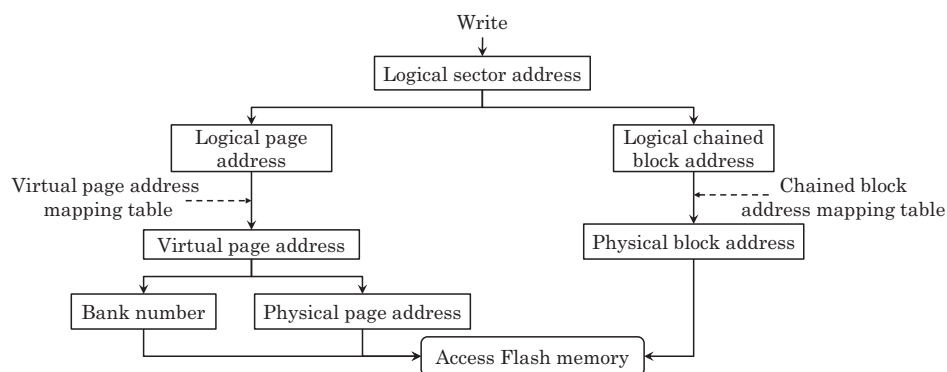 Write
Logical sector address
Logical page
address
Logical chained
block address
Virtual page address
mapping table
Chained block
address mapping table
Virtual page address
Physical block address
Bank number
Physical page address
Access Flash memory